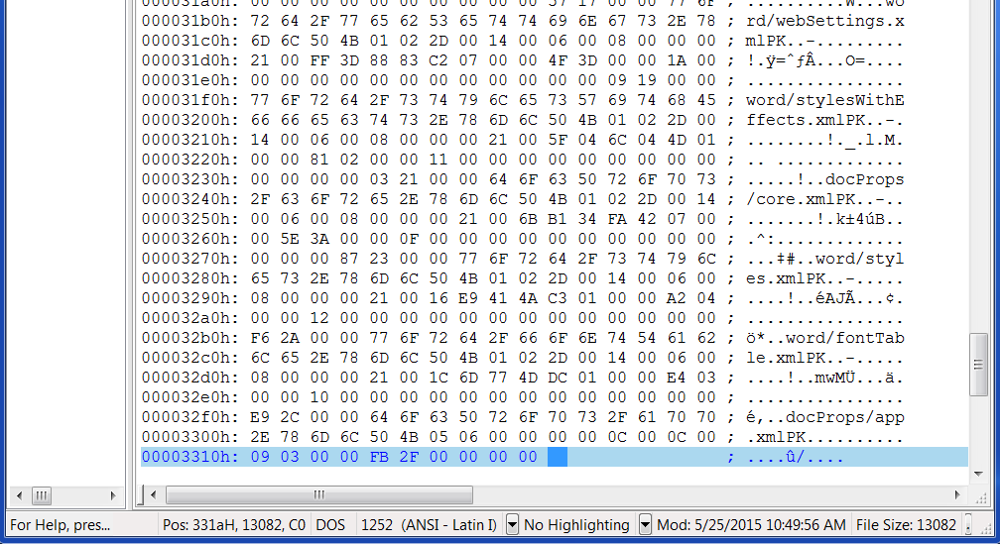 000031b0h: 72 64 2F 77 65 62 53 65 74 74 69 6E 67 73 2E 78 ; rd/webSettings.x
000031c0h: 6D 6C 50 4B 01 02 2D 00 14 00 06 00 08 00 00 00 ; mlPK..-.........
000031d0h: 21 00 FF 3D 88 83 C2 07 00 00 4F 3D 00 00 1A 00 ; !.ÿ=ˆƒÂ...O=....
000031e0h: 00 00 00 00 00 00 00 00 00 00 00 00 09 19 00 00 ; ................
000031f0h: 77 6F 72 64 2F 73 74 79 6C 65 73 57 69 74 68 45 ; word/stylesWithE
00003200h: 66 66 65 63 74 73 2E 78 6D 6C 50 4B 01 02 2D 00 ; ffects.xmlPK..-.
00003210h: 14 00 06 00 08 00 00 00 21 00 5F 04 6C 04 4D 01 ; ........!._.l.M.
00003220h: 00 00 81 02 00 00 11 00 00 00 00 00 00 00 00 00 ; .. .............
00003230h: 00 00 00 00 03 21 00 00 64 6F 63 50 72 6F 70 73 ; .....!..docProps
00003240h: 2F 63 6F 72 65 2E 78 6D 6C 50 4B 01 02 2D 00 14 ; /core.xmlPK..-..
00003250h: 00 06 00 08 00 00 00 21 00 6B B1 34 FA 42 07 00 ; .......!.k±4úB..
00003260h: 00 5E 3A 00 00 0F 00 00 00 00 00 00 00 00 00 00 ; .^:.............
00003270h: 00 00 00 87 23 00 00 77 6F 72 64 2F 73 74 79 6C ; ...‡#..word/styl
00003280h: 65 73 2E 78 6D 6C 50 4B 01 02 2D 00 14 00 06 00 ; es.xmlPK..-.....
00003290h: 08 00 00 00 21 00 16 E9 41 4A C3 01 00 00 A2 04 ; ....!..éAJÃ...¢.
000032a0h: 00 00 12 00 00 00 00 00 00 00 00 00 00 00 00 00 ; ................
000032b0h: F6 2A 00 00 77 6F 72 64 2F 66 6F 6E 74 54 61 62 ; ö*..word/fontTab
000032c0h: 6C 65 2E 78 6D 6C 50 4B 01 02 2D 00 14 00 06 00 ; le.xmlPK..-.....
000032d0h: 08 00 00 00 21 00 1C 6D 77 4D DC 01 00 00 E4 03 ; ....!..mwMÜ...ä.
000032e0h: 00 00 10 00 00 00 00 00 00 00 00 00 00 00 00 00 ; ................
000032f0h: E9 2C 00 00 64 6F 63 50 72 6F 70 73 2F 61 70 70 ; é,..docProps/app
00003300h: 2E 78 6D 6C 50 4B 05 06 00 00 00 00 0C 00 0C 00 ; .xmlPK..........
00003310h: 09 03 00 00 FB 2F 00 00 00 00 ; ....û/....
For Help, pres... Pos: 331aH, 13082, C0 DOS 1252 (ANSI - Latin I) No Highlighting Mod: 5/25/2015 10:49:56 AM File Size: 13082